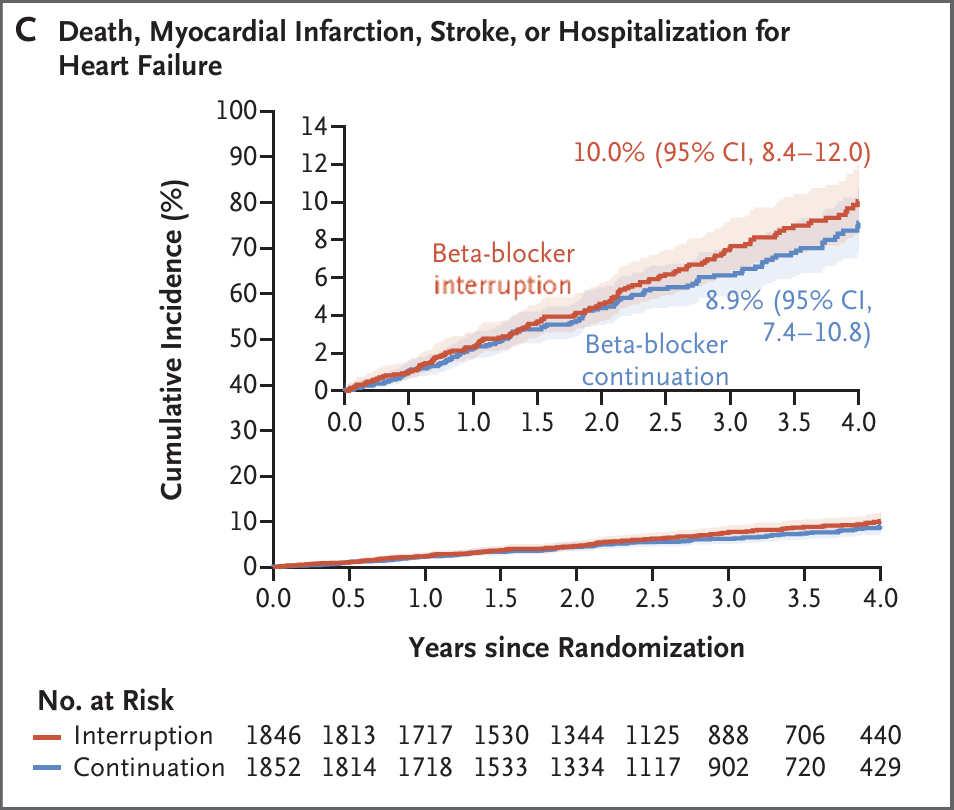 C Death, Myocardial Infarction, Stroke, or Hospitalization for
Heart Failure
Cumulative Incidence (%)
100
90
80
70
60
50
40
30
20
10
0
0.0 0.5 1.0 1.5 2.0 2.5 3.0 3.5 4.0
14
12
10
8
6
4
2
0
0.0 0.5 1.0 1.5 2.0 2.5 3.0 3.5 4.0
10.0% (95% CI, 8.4–12.0)
Beta-blocker
interruption
8.9% (95% CI,
7.4–10.8)
Beta-blocker
continuation
Years since Randomization
No. at Risk
Interruption 1846 1813 1717 1530 1344 1125 888 706 440
Continuation 1852 1814 1718 1533 1334 1117 902 720 429